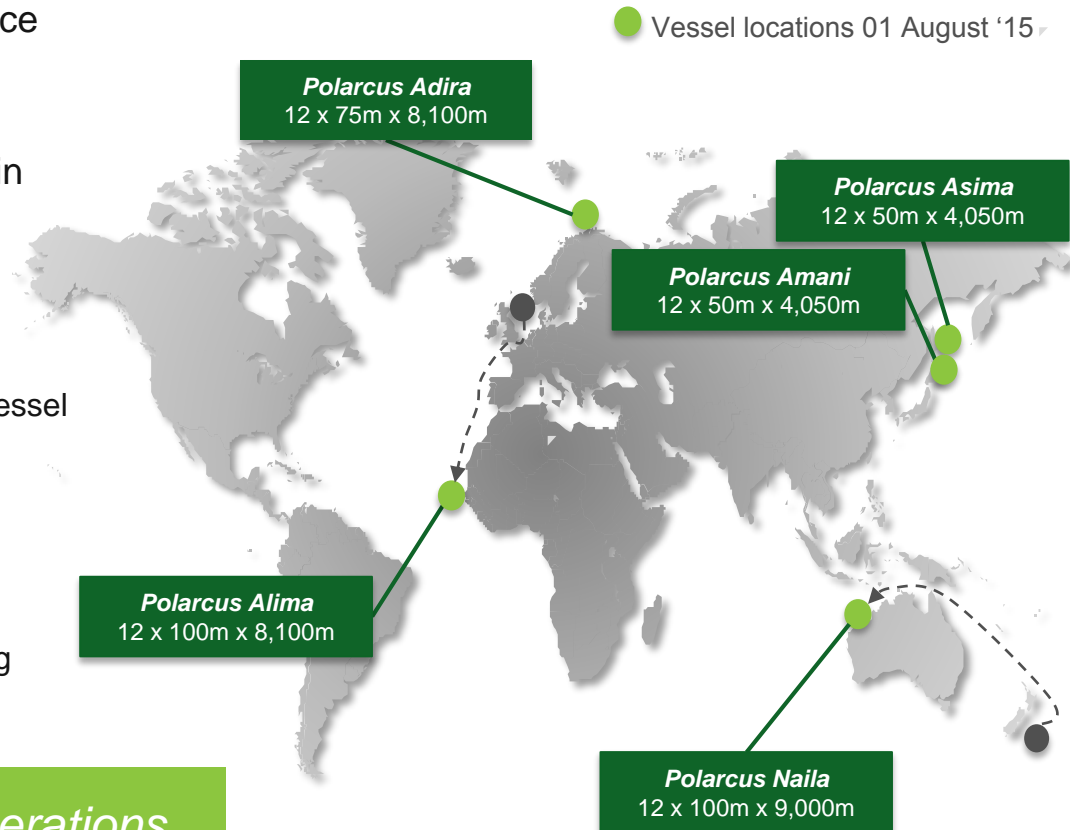 ce
in
essel
g
erations
Vessel locations 01 August ‘15
Polarcus Adira
12 x 75m x 8,100m
Polarcus Asima
12 x 50m x 4,050m
Polarcus Amani
12 x 50m x 4,050m
Polarcus Alima
12 x 100m x 8,100m
Polarcus Naila
12 x 100m x 9,000m